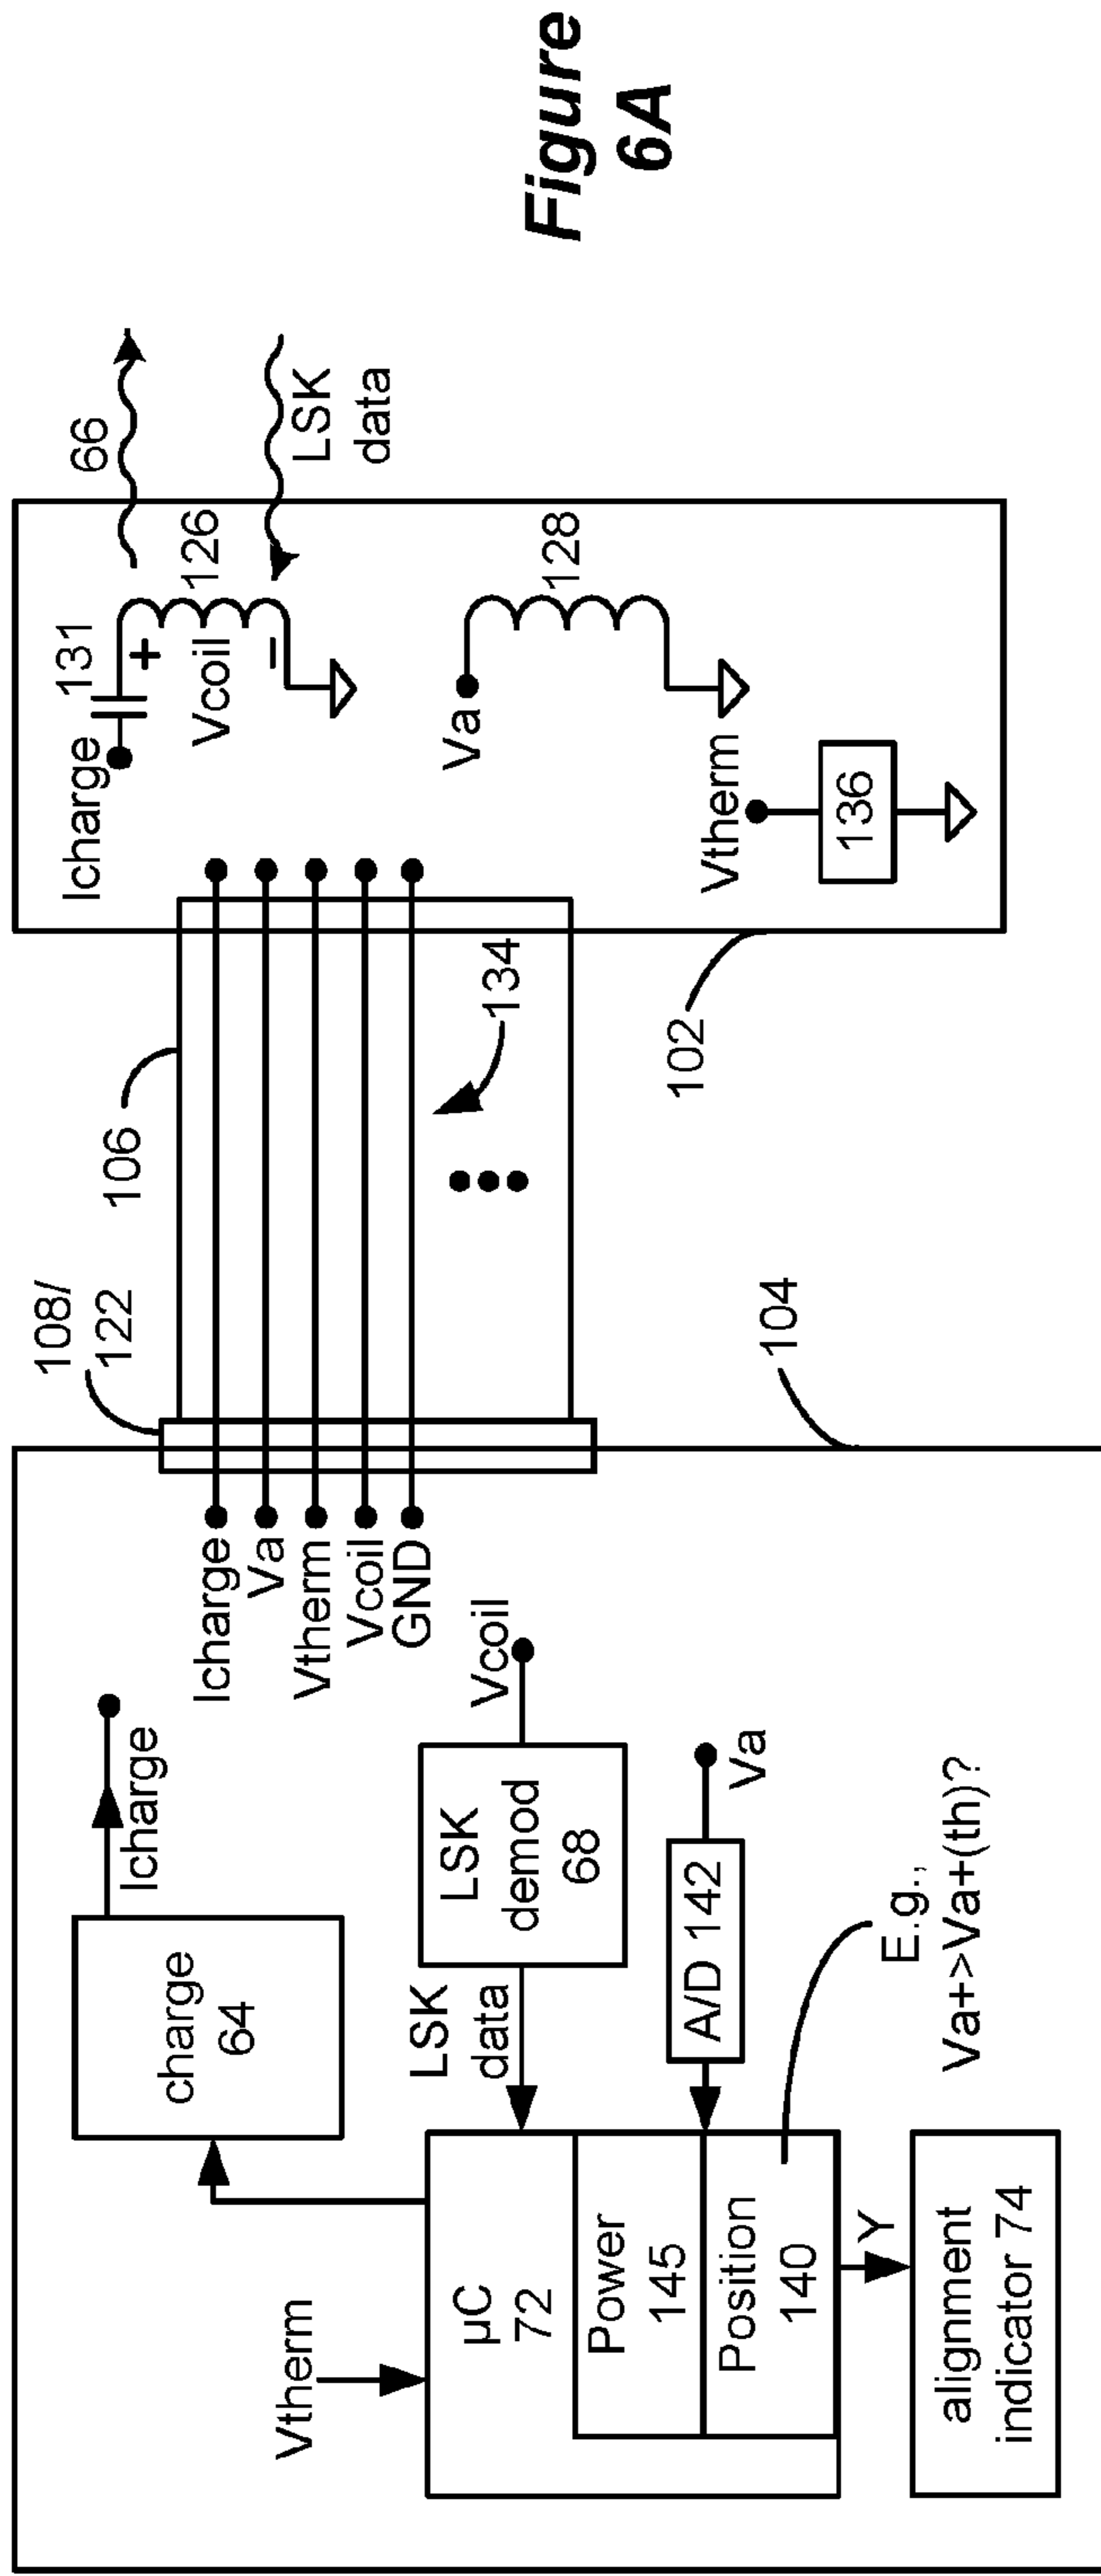 Vtherm
charge
64
Icharge
µC
72
Power
145
Position
140
Y
alignment
indicator 74
LSK
data
LSK
demod
68
Vcoil
A/D 142
Va
E.g.,
Va+>Va+(th)?
Icharge
Va
Vtherm
Vcoil
GND
108/
122
106
134
104
102
Icharge
131
+
Vcoil
–
126
66
LSK
data
Va
128
Vtherm
136
Figure
6A